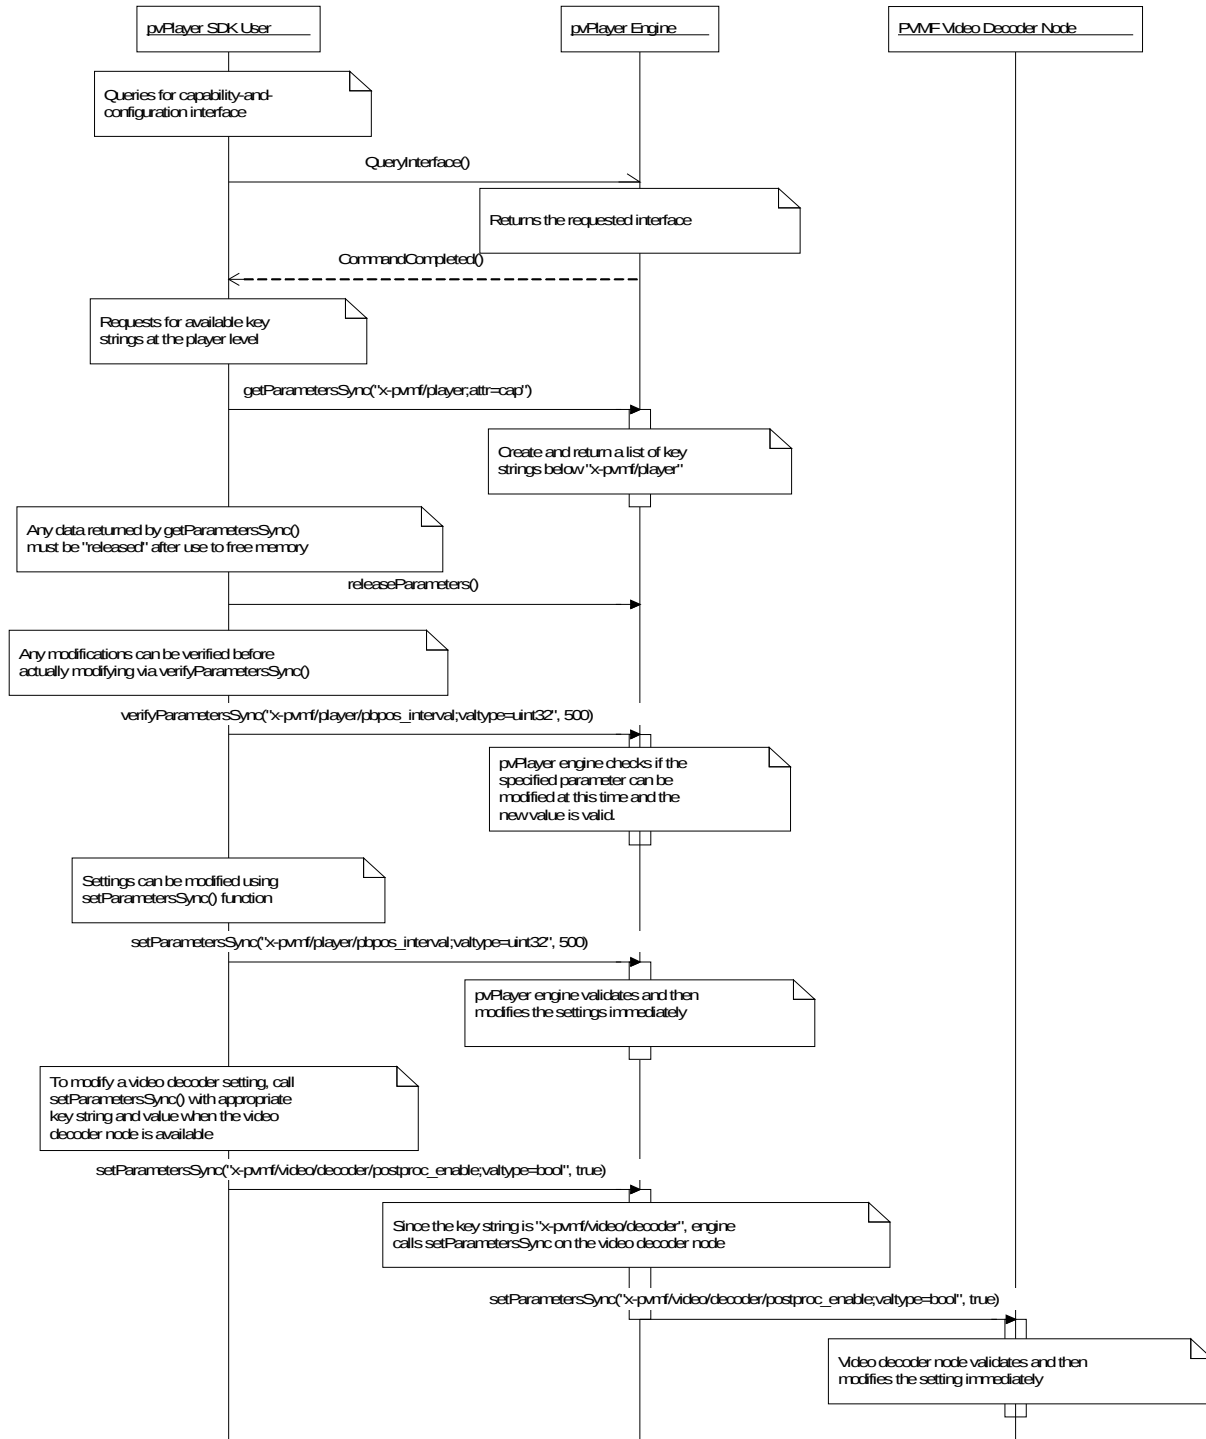 pvPlayer SDK User
pvPlayer Engine
PVMF Video Decoder Node
Queries for capability-and-
configuration interface
QueryInterface()
Returns the requested interface
CommandCompleted()
Requests for available key
strings at the player level
getParametersSync("x-pvmf/player;attr=cap")
Create and return a list of key
strings below "x-pvmf/player"
Any data returned by getParametersSync()
must be "released" after use to free memory
releaseParameters()
Any modifications can be verified before
actually modifying via verifyParametersSync()
verifyParametersSync("x-pvmf/player/pbpos_interval;valtype=uint32", 500)
pvPlayer engine checks if the
specified parameter can be
modified at this time and the
new value is valid.
Settings can be modified using
setParametersSync() function
setParametersSync("x-pvmf/player/pbpos_interval;valtype=uint32", 500)
pvPlayer engine validates and then
modifies the settings immediately
To modify a video decoder setting, call
setParametersSync() with appropriate
key string and value when the video
decoder node is available
setParametersSync("x-pvmf/video/decoder/postproc_enable;valtype=bool", true)
Since the key string is "x-pvmf/video/decoder", engine
calls setParametersSync on the video decoder node
setParametersSync("x-pvmf/video/decoder/postproc_enable;valtype=bool", true)
Video decoder node validates and then
modifies the setting immediately